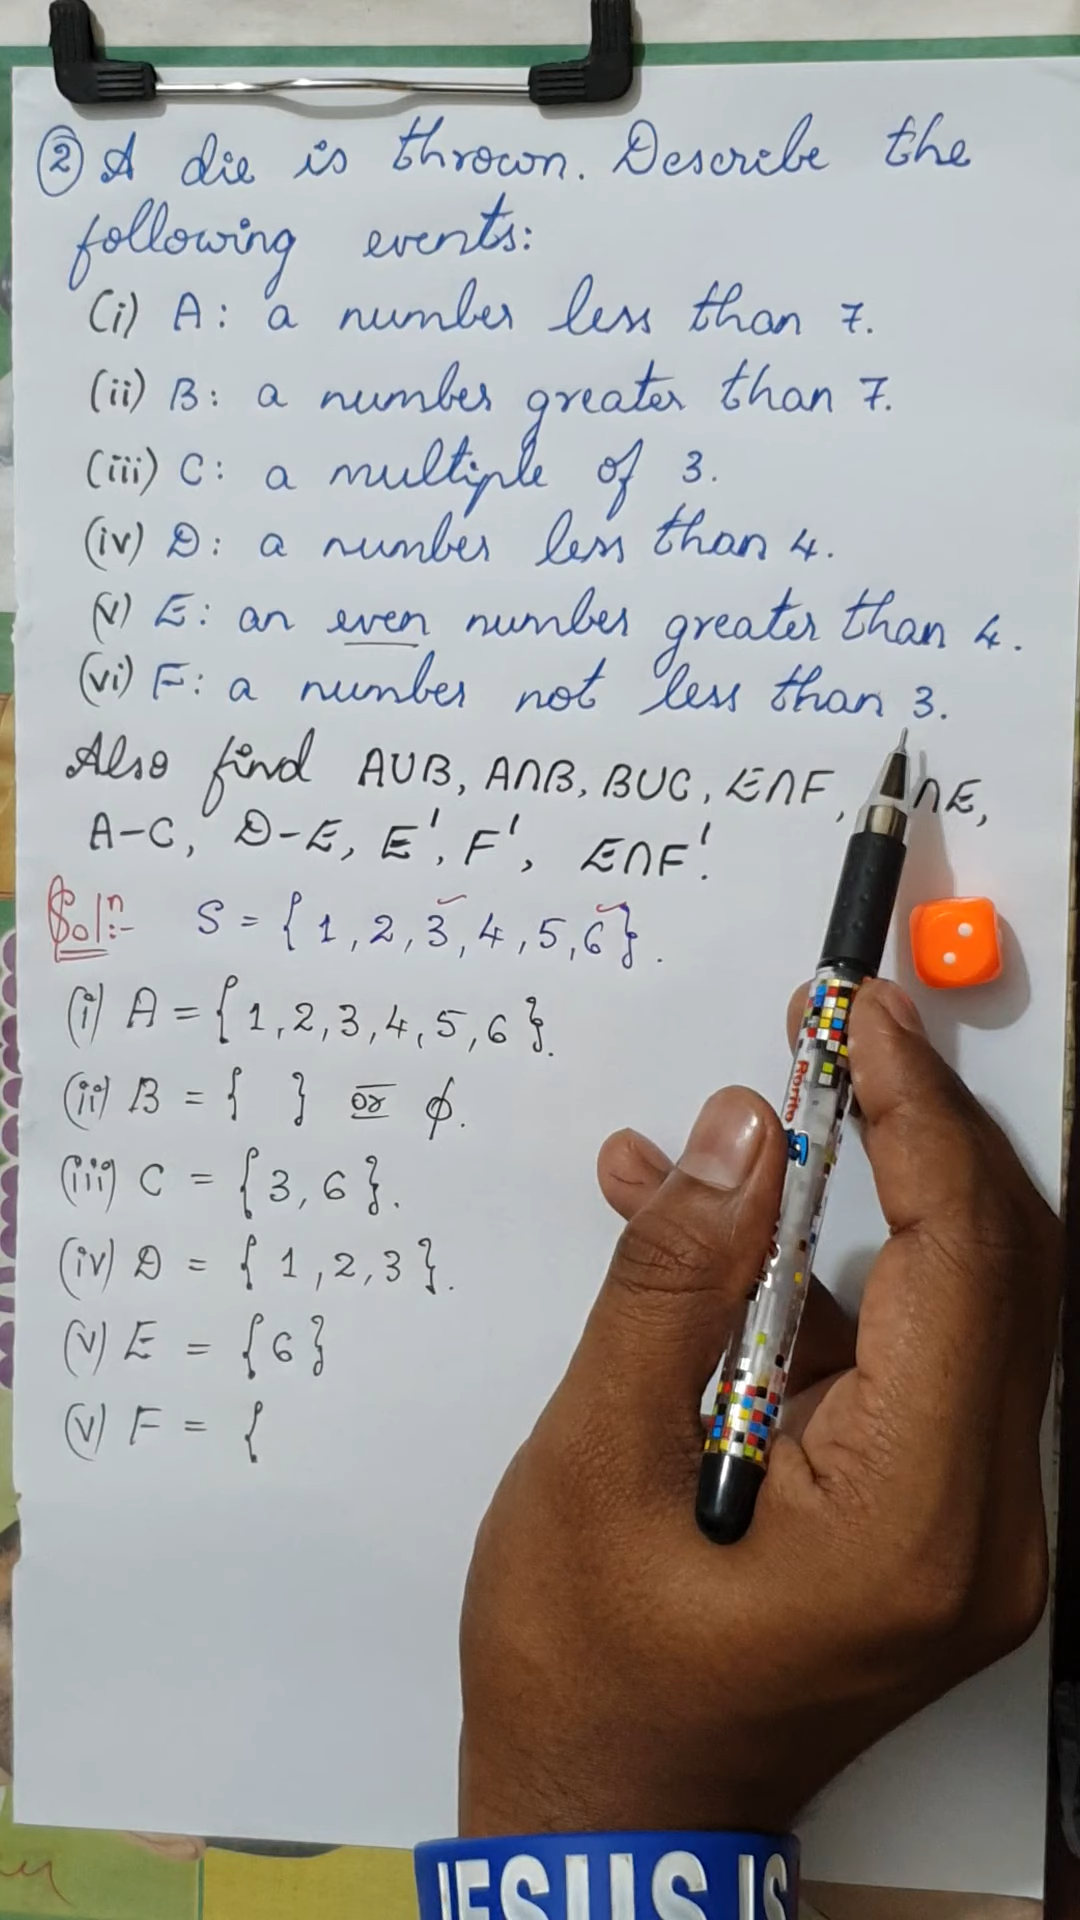 ② A die is thrown. Describe the
following events:
(i) A: a number less than 7.
(ii) B: a number greater than 7.
(iii) C: a multiple of 3.
(iv) D: a number less than 4.
(v) E: an even number greater than 4.
(vi) F: a number not less than 3.
Also find A∪B, A∩B, B∪C, E∩F, ∩E,
A-C, D-E, E', F', E∩F'.
Solⁿ:- S = {1, 2, 3, 4, 5, 6}.
(i) A = {1, 2, 3, 4, 5, 6}.
(ii) B = { } or ϕ.
(iii) C = {3, 6}.
(iv) D = {1, 2, 3}.
(v) E = {6}
(v) F = {
Rorito
JESUS IS